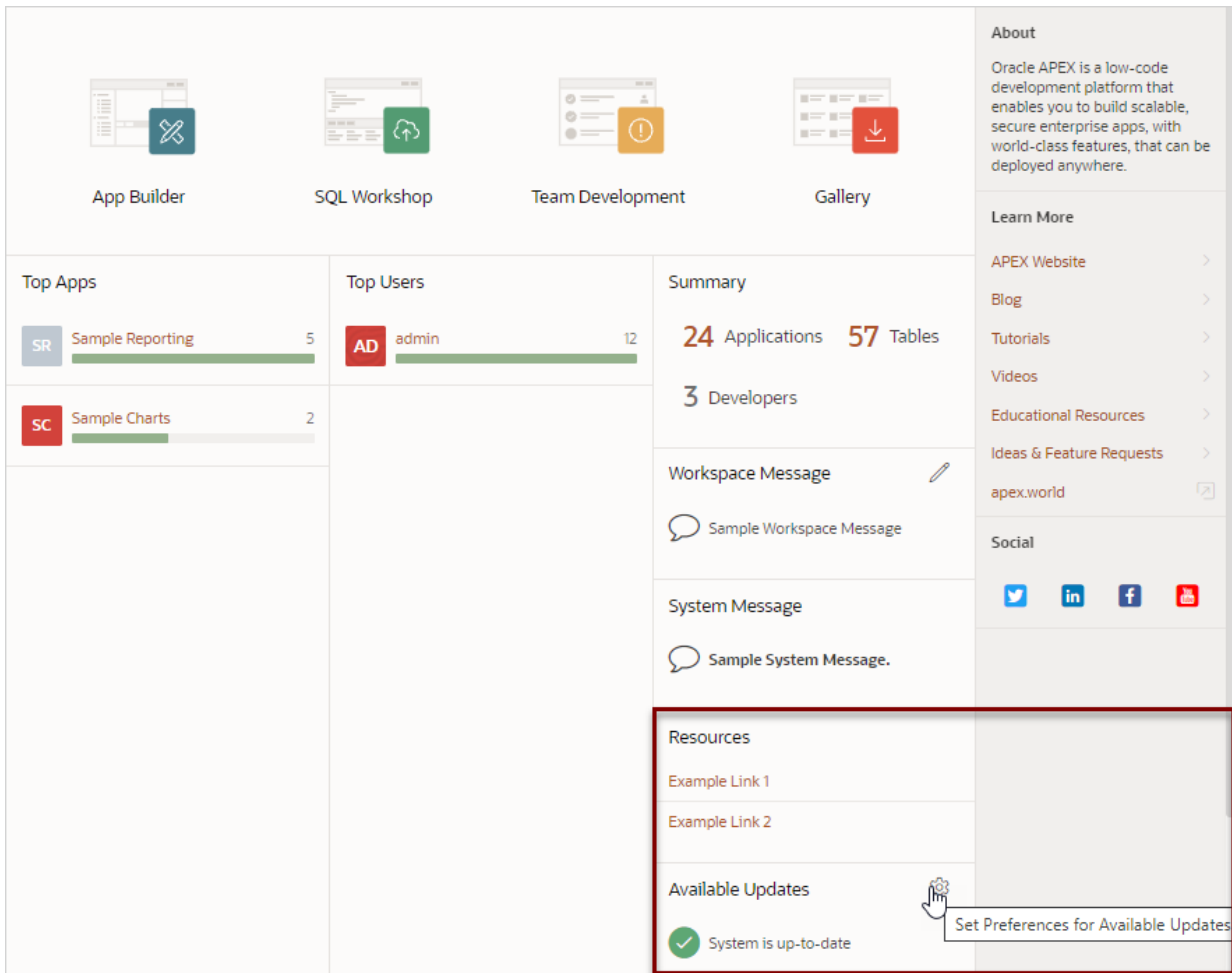 App Builder
SQL Workshop
Team Development
Gallery
Top Apps
SR
Sample Reporting
5
SC
Sample Charts
2
Top Users
AD
admin
12
Summary
24 Applications
57 Tables
3 Developers
Workspace Message
Sample Workspace Message
System Message
Sample System Message.
Resources
Example Link 1
Example Link 2
Available Updates
Set Preferences for Available Updates
System is up-to-date
About
Oracle APEX is a low-code
development platform that
enables you to build scalable,
secure enterprise apps, with
world-class features, that can be
deployed anywhere.
Learn More
APEX Website
Blog
Tutorials
Videos
Educational Resources
Ideas & Feature Requests
apex.world
Social
in
f